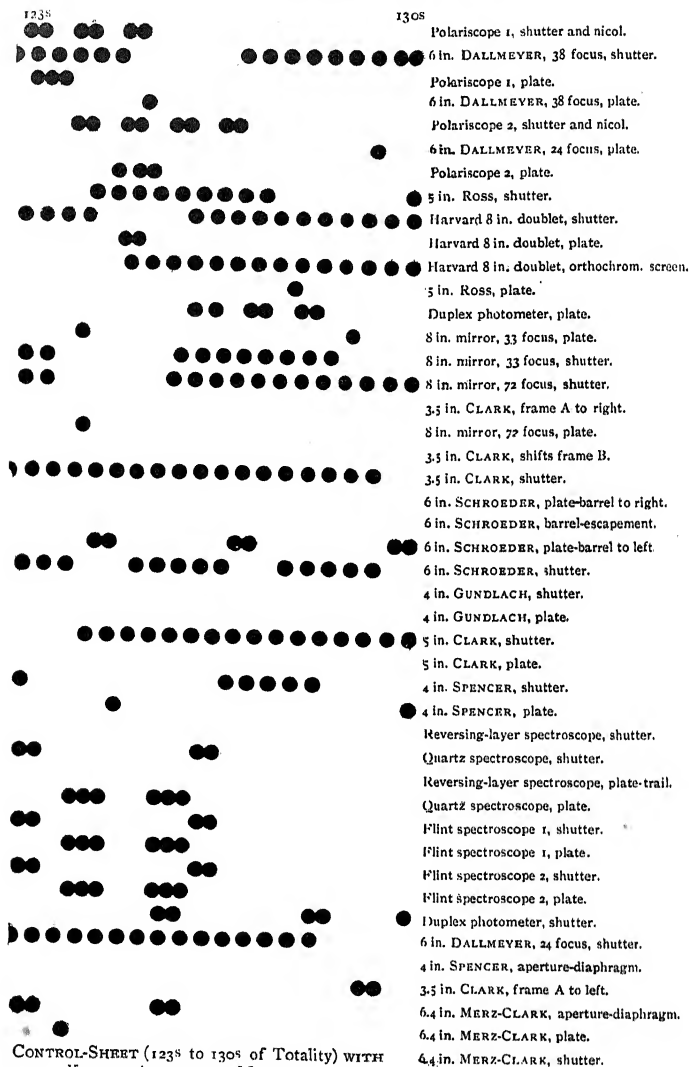 123s 130s
Polariscope 1, shutter and nicol.
6 in. DALLMEYER, 38 focus, shutter.
Polariscope 1, plate.
6 in. DALLMEYER, 38 focus, plate.
Polariscope 2, shutter and nicol.
6 in. DALLMEYER, 24 focus, plate.
Polariscope 2, plate.
5 in. Ross, shutter.
Harvard 8 in. doublet, shutter.
Harvard 8 in. doublet, plate.
Harvard 8 in. doublet, orthochrom. screen.
5 in. Ross, plate.
Duplex photometer, plate.
8 in. mirror, 33 focus, plate.
8 in. mirror, 33 focus, shutter.
8 in. mirror, 72 focus, shutter.
3.5 in. CLARK, frame A to right.
8 in. mirror, 72 focus, plate.
3.5 in. CLARK, shifts frame B.
3.5 in. CLARK, shutter.
6 in. SCHROEDER, plate-barrel to right.
6 in. SCHROEDER, barrel-escapement.
6 in. SCHROEDER, plate-barrel to left.
6 in. SCHROEDER, shutter.
4 in. GUNDLACH, shutter.
4 in. GUNDLACH, plate.
5 in. CLARK, shutter.
5 in. CLARK, plate.
4 in. SPENCER, shutter.
4 in. SPENCER, plate.
Reversing-layer spectroscope, shutter.
Quartz spectroscope, shutter.
Reversing-layer spectroscope, plate-trail.
Quartz spectroscope, plate.
Flint spectroscope 1, shutter.
Flint spectroscope 1, plate.
Flint spectroscope 2, shutter.
Flint spectroscope 2, plate.
Duplex photometer, shutter.
6 in. DALLMEYER, 24 focus, shutter.
4 in. SPENCER, aperture-diaphragm.
3.5 in. CLARK, frame A to left.
6.4 in. MERZ-CLARK, aperture-diaphragm.
6.4 in. MERZ-CLARK, plate.
6.4 in. MERZ-CLARK, shutter.
CONTROL-SHEET (123s to 130s of Totality) WITH